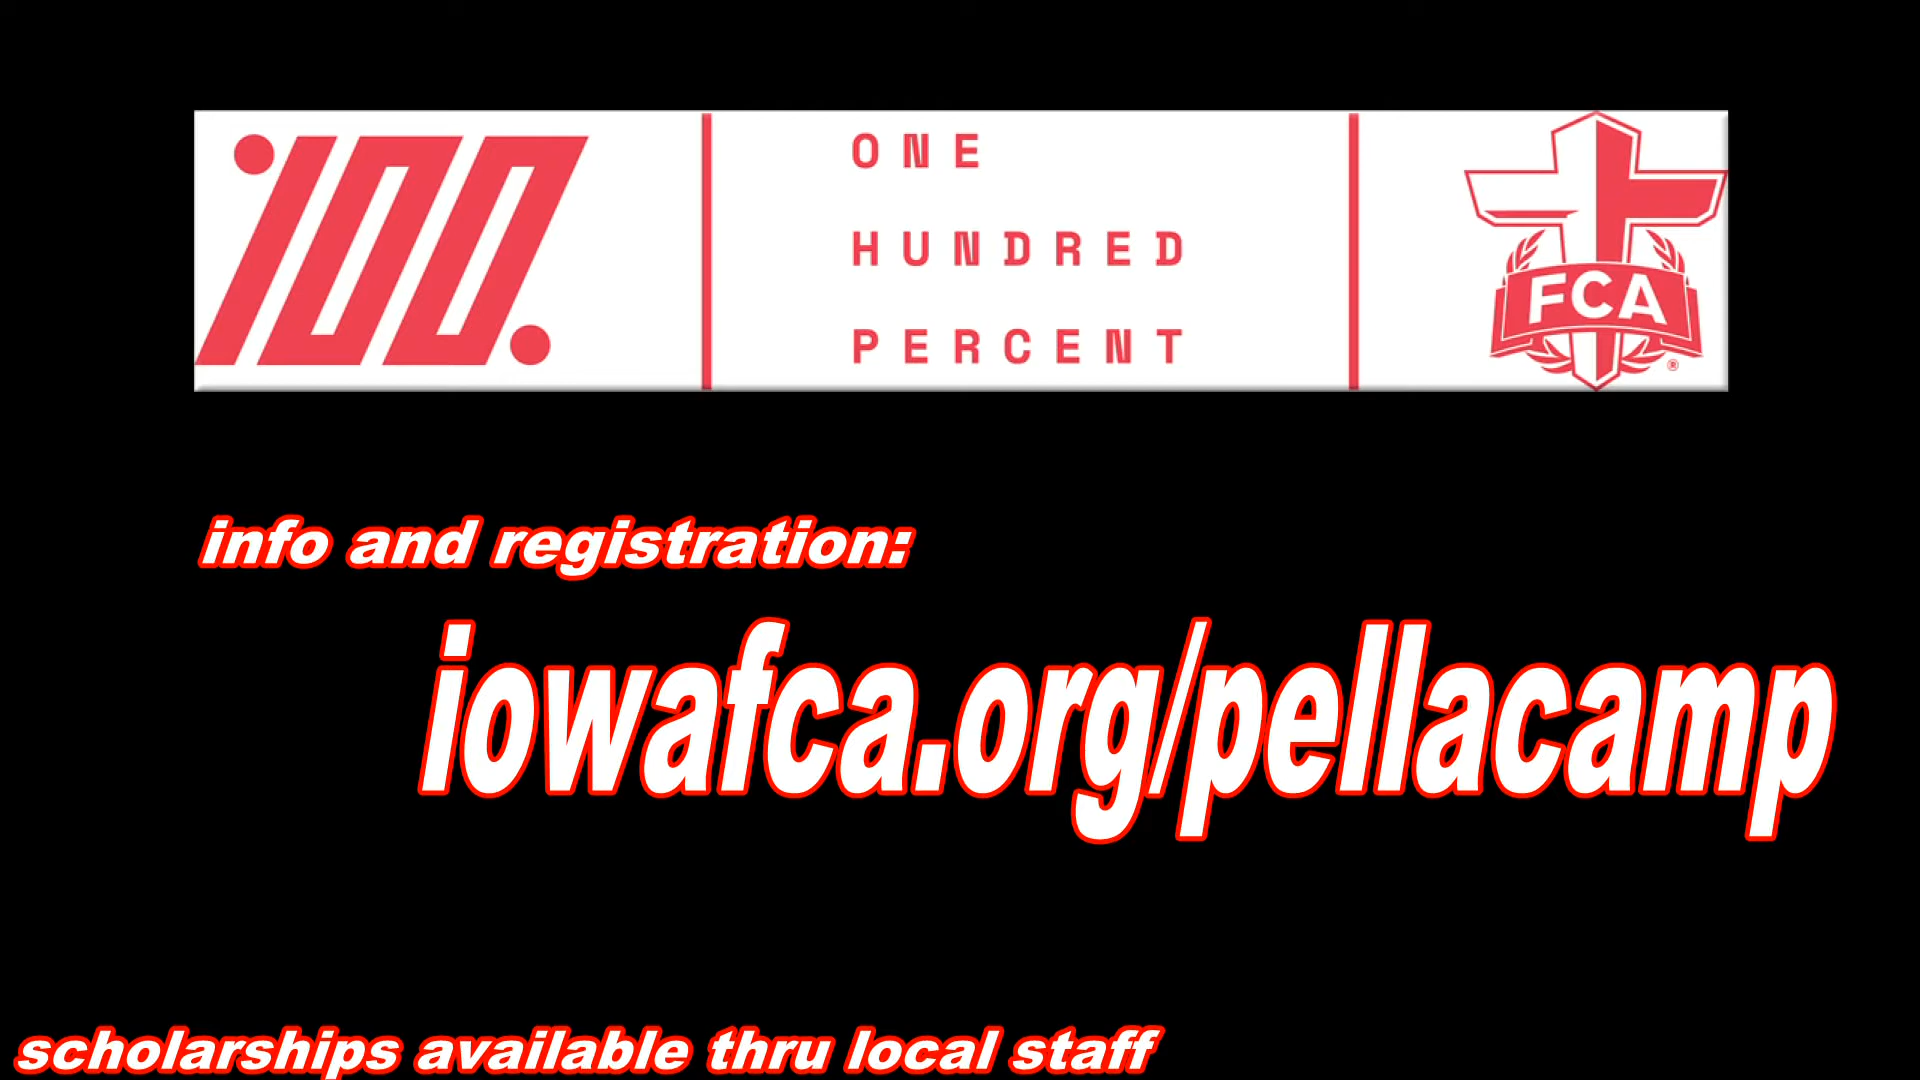 100.
ONE
HUNDRED
PERCENT
FCA
®
info and registration:
iowafca.org/pellacamp
scholarships available thru local staff